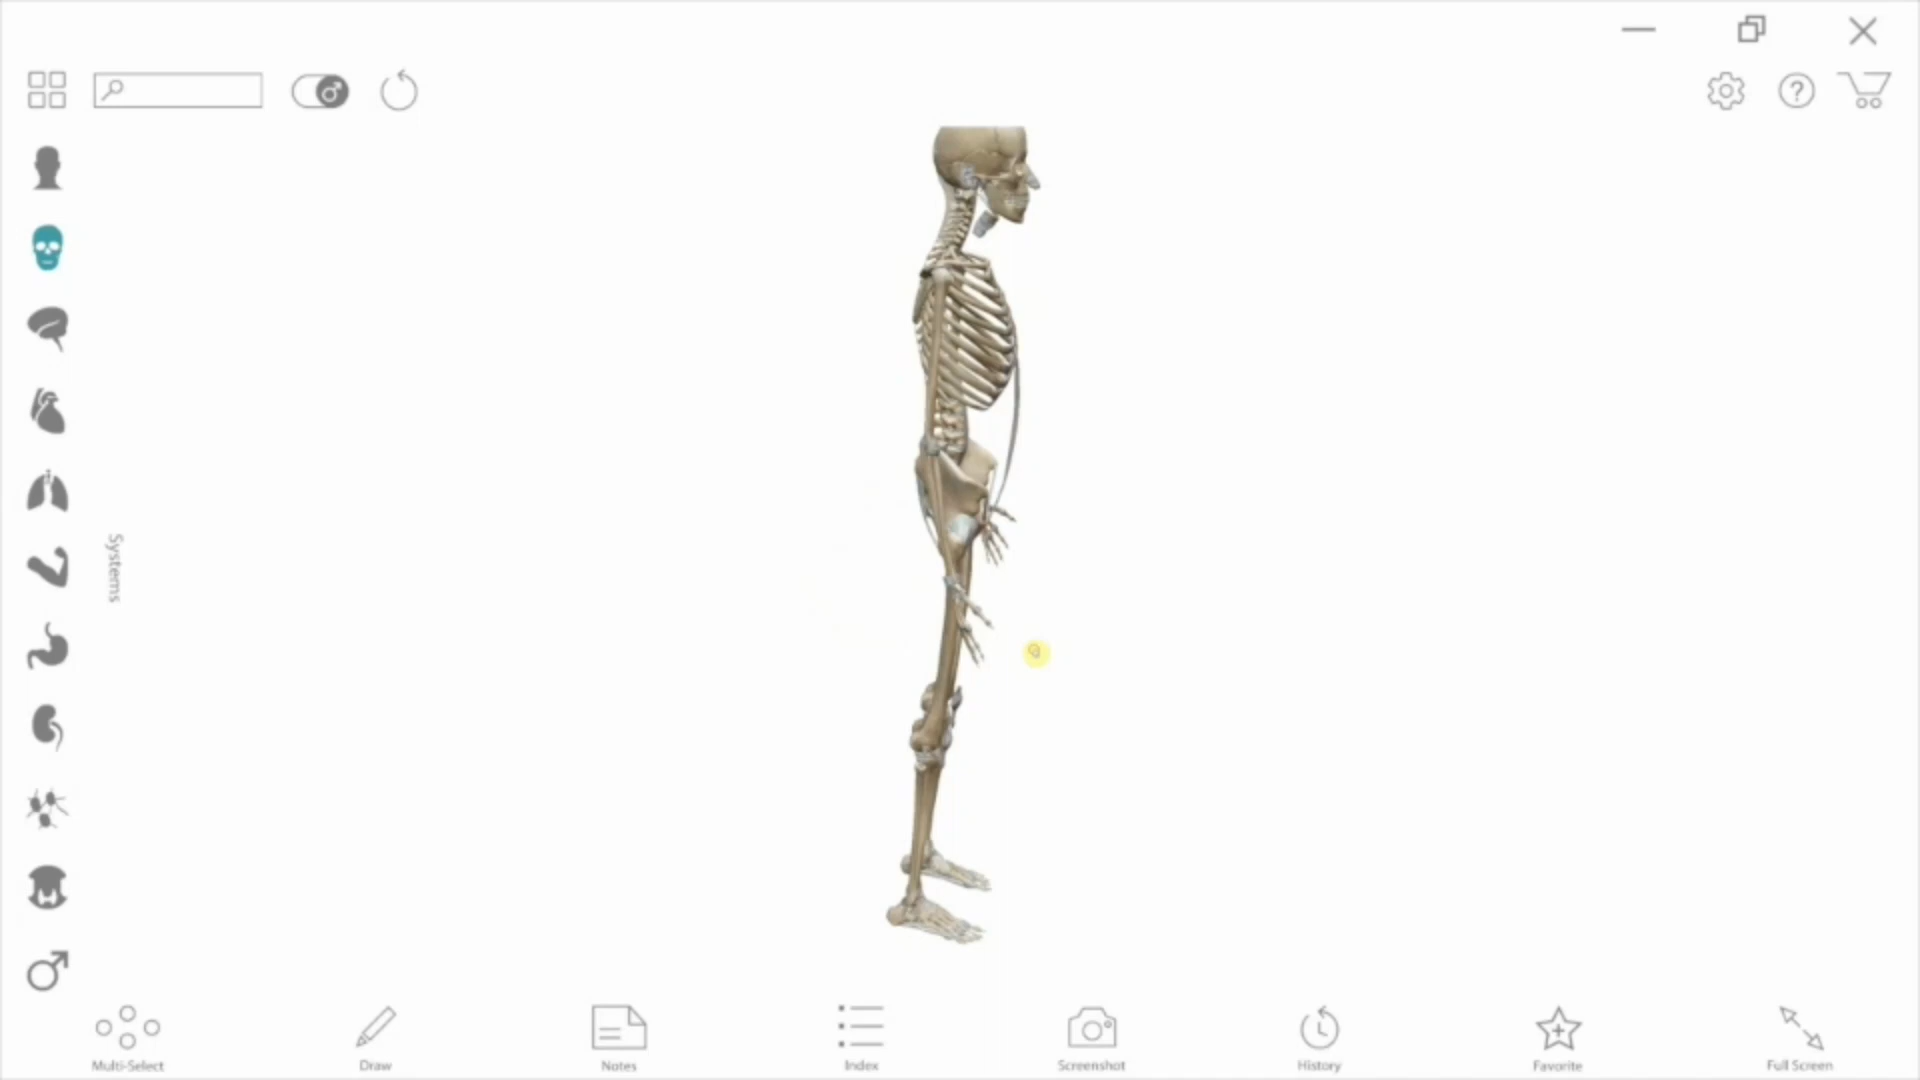 Systems
Multi-Select
Draw
Notes
Index
Screenshot
History
Favorite
Full Screen